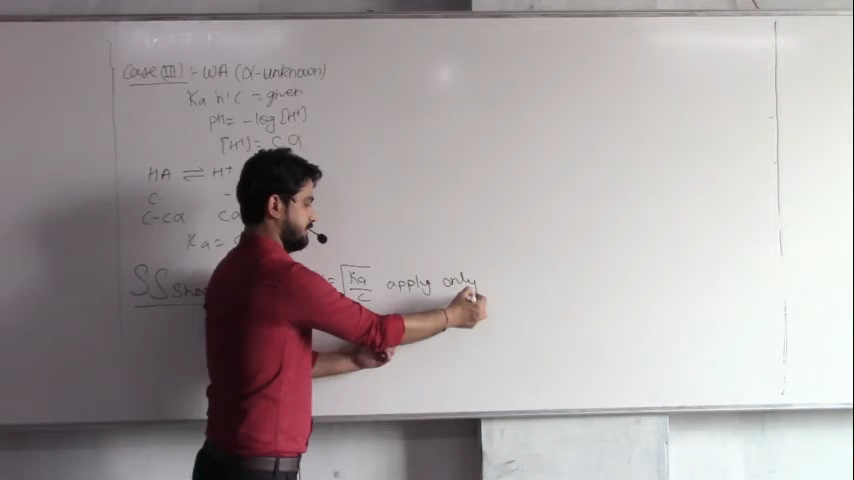 Case (III) :- WA (α-unknown)
Ka 'n' C = given
pH = -log [H+]
[H+] = Cα
HA ⇌ H+
C -
C-Cα Cα
Ka =
SS = √Ka/C apply only